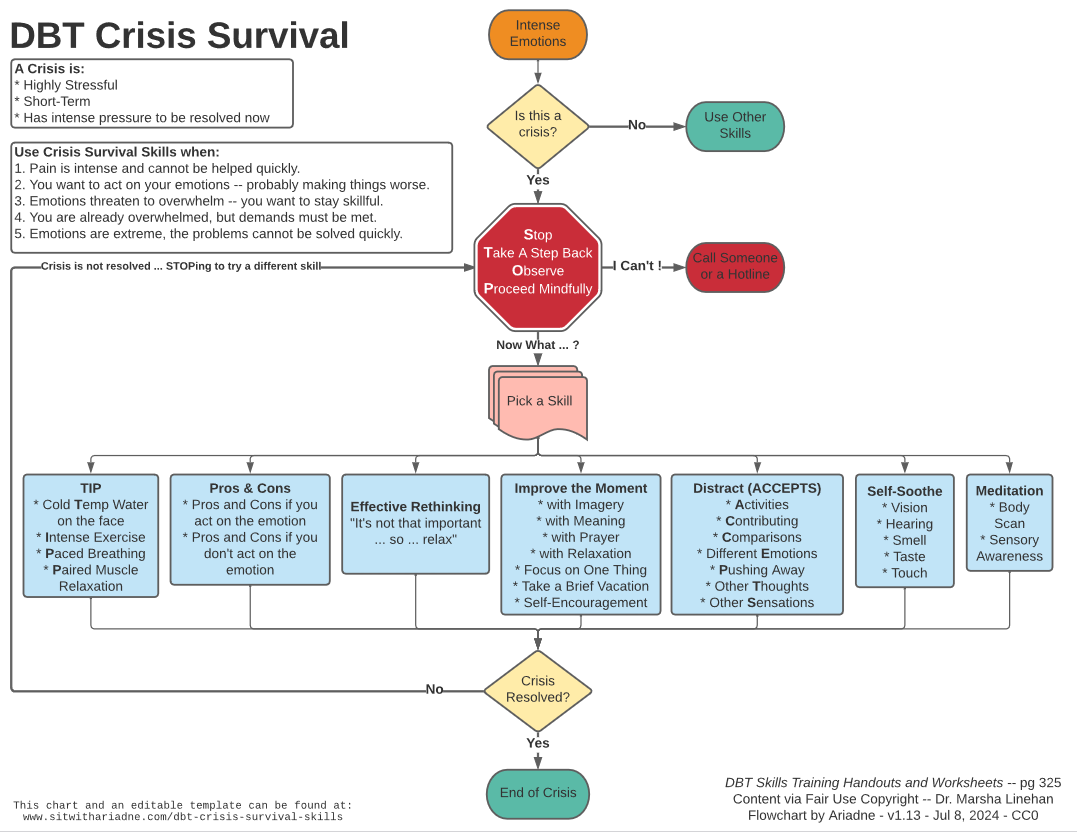 DBT Crisis Survival
A Crisis is:
* Highly Stressful
* Short-Term
* Has intense pressure to be resolved now
Use Crisis Survival Skills when:
1. Pain is intense and cannot be helped quickly.
2. You want to act on your emotions -- probably making things worse.
3. Emotions threaten to overwhelm -- you want to stay skillful.
4. You are already overwhelmed, but demands must be met.
5. Emotions are extreme, the problems cannot be solved quickly.
Intense
Emotions
Is this a
crisis?
No
Use Other
Skills
Yes
Crisis is not resolved ... STOPing to try a different skill
Stop
Take A Step Back
Observe
Proceed Mindfully
I Can't !
Call Someone
or a Hotline
Now What ... ?
Pick a Skill
TIP
* Cold Temp Water
on the face
* Intense Exercise
* Paced Breathing
* Paired Muscle
Relaxation
Pros & Cons
* Pros and Cons if you
act on the emotion
* Pros and Cons if you
don't act on the
emotion
Effective Rethinking
"It's not that important
... so ... relax"
Improve the Moment
* with Imagery
* with Meaning
* with Prayer
* with Relaxation
* Focus on One Thing
* Take a Brief Vacation
* Self-Encouragement
Distract (ACCEPTS)
* Activities
* Contributing
* Comparisons
* Different Emotions
* Pushing Away
* Other Thoughts
* Other Sensations
Self-Soothe
* Vision
* Hearing
* Smell
* Taste
* Touch
Meditation
* Body
Scan
* Sensory
Awareness
Crisis
Resolved?
No
Yes
End of Crisis
This chart and an editable template can be found at:
www.sitwithariadne.com/dbt-crisis-survival-skills
DBT Skills Training Handouts and Worksheets -- pg 325
Content via Fair Use Copyright -- Dr. Marsha Linehan
Flowchart by Ariadne - v1.13 - Jul 8, 2024 - CC0